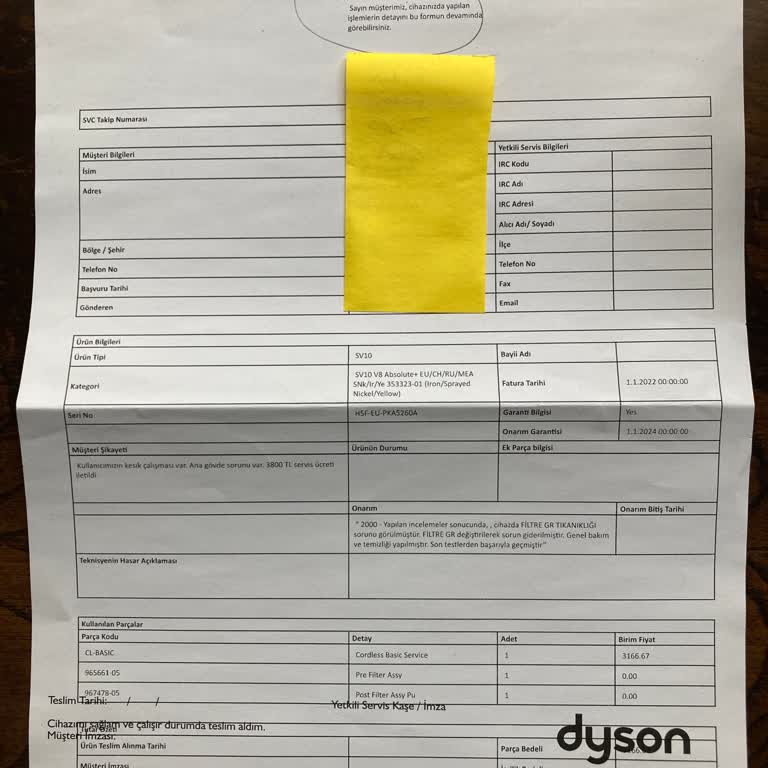 Sayın müşterimiz, cihazınızda yapılan
işlemlerin detayını bu formun devamında
görebilirsiniz.
SVC Takip Numarası
Müşteri Bilgileri
Yetkili Servis Bilgileri
İsim
IRC Kodu
Adres
IRC Adı
IRC Adresi
Alıcı Adı/ Soyadı
Bölge / Şehir
İlçe
Telefon No
Telefon No
Başvuru Tarihi
Fax
Gönderen
Email
Ürün Bilgileri
Ürün Tipi
SV10
Bayii Adı
Kategori
SV10 V8 Absolute+ EU/CH/RU/MEA
SNk/Ir/Ye 353323-01 (Iron/Sprayed
Nickel/Yellow)
Fatura Tarihi
1.1.2022 00:00:00
Seri No
H5F-EU-PKA5260A
Garanti Bilgisi
Yes
Onarım Garantisi
1.1.2024 00:00:00
Müşteri Şikayeti
Ürünün Durumu
Ek Parça bilgisi
Kullanıcımızın kesik çalışması var. Ana gövde sorunu var. 3800 TL servis ücreti
iletildi
Onarım
Onarım Bitiş Tarihi
" 2000 - Yapılan incelemeler sonucunda, , cihazda FİLTRE GR TIKANIKLIĞI
sorunu görülmüştür. FİLTRE GR değiştirilerek sorun giderilmiştir. Genel bakım
ve temizliği yapılmıştır. Son testlerden başarıyla geçmiştir"
Teknisyenin Hasar Açıklaması
Kullanılan Parçalar
Parça Kodu
Detay
Adet
Birim Fiyat
CL-BASIC
Cordless Basic Service
1
3166.67
965661-05
Pre Filter Assy
1
0.00
967478-05
Post Filter Assy Pu
1
0.00
Teslim Tarihi: / /
Yetkili Servis Kaşe / İmza
Cihazımı sağlam ve çalışır durumda teslim aldım.
Müşteri İmzası:
dyson
Ürün Teslim Alınma Tarihi
Parça Bedeli
Müşteri İmzası